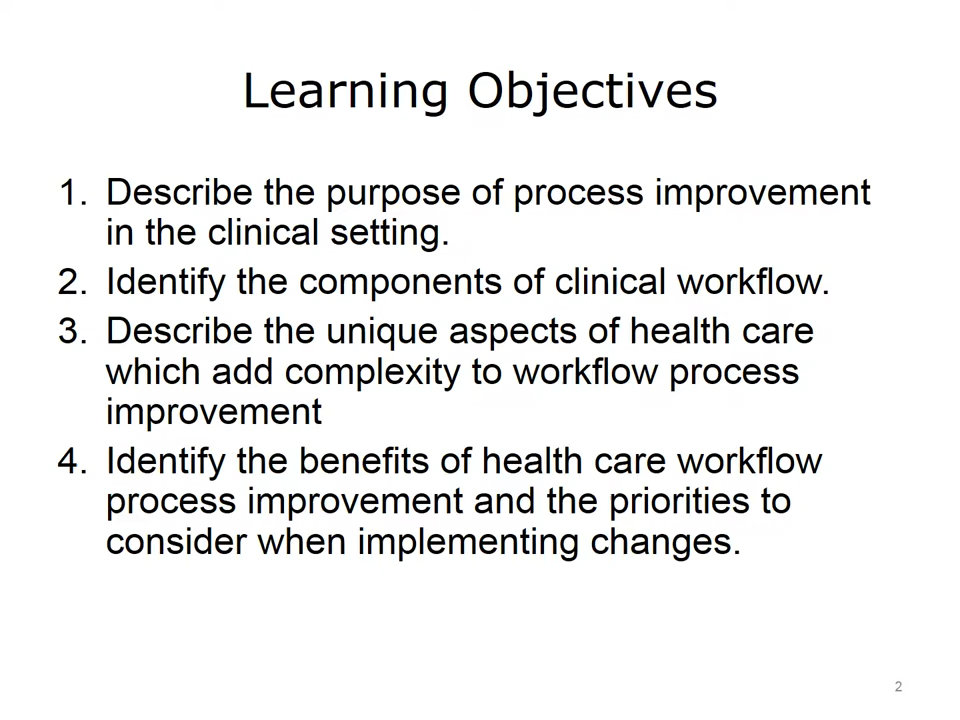 Learning Objectives
1. Describe the purpose of process improvement
in the clinical setting.
2. Identify the components of clinical workflow.
3. Describe the unique aspects of health care
which add complexity to workflow process
improvement
4. Identify the benefits of health care workflow
process improvement and the priorities to
consider when implementing changes.
2